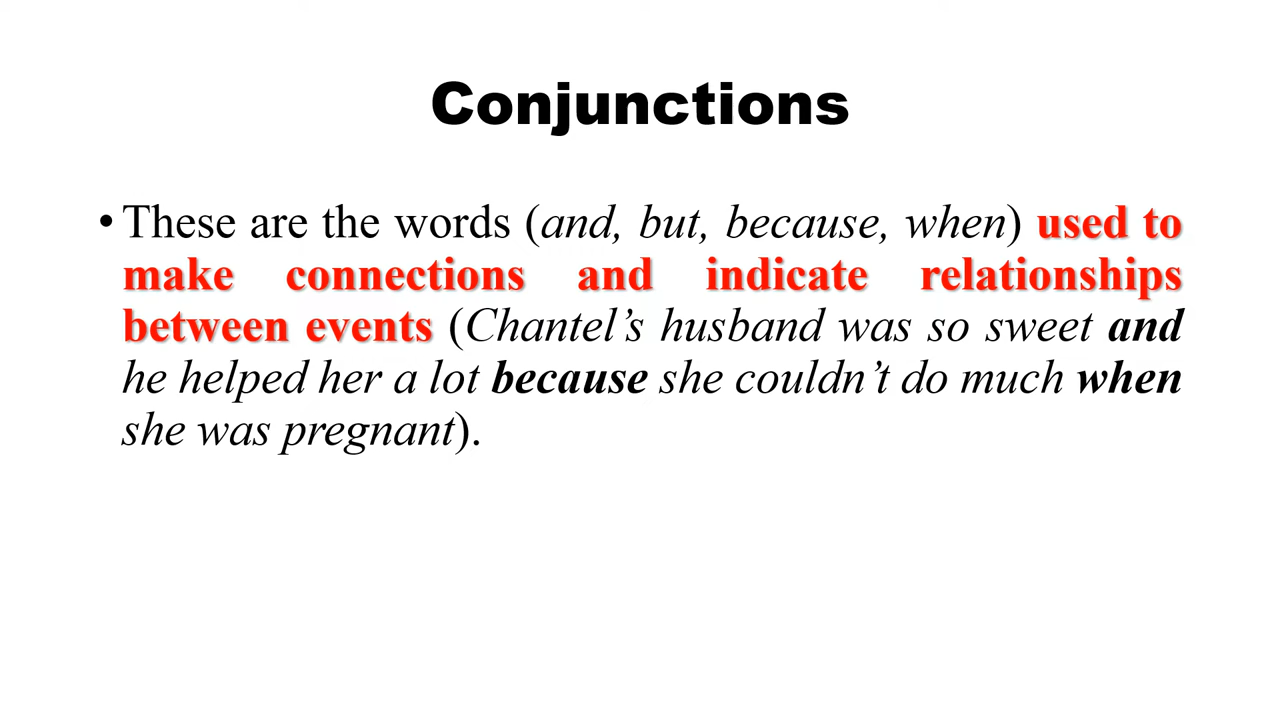 Conjunctions
• These are the words (and, but, because, when) used to
make connections and indicate relationships
between events (Chantel’s husband was so sweet and
he helped her a lot because she couldn’t do much when
she was pregnant).